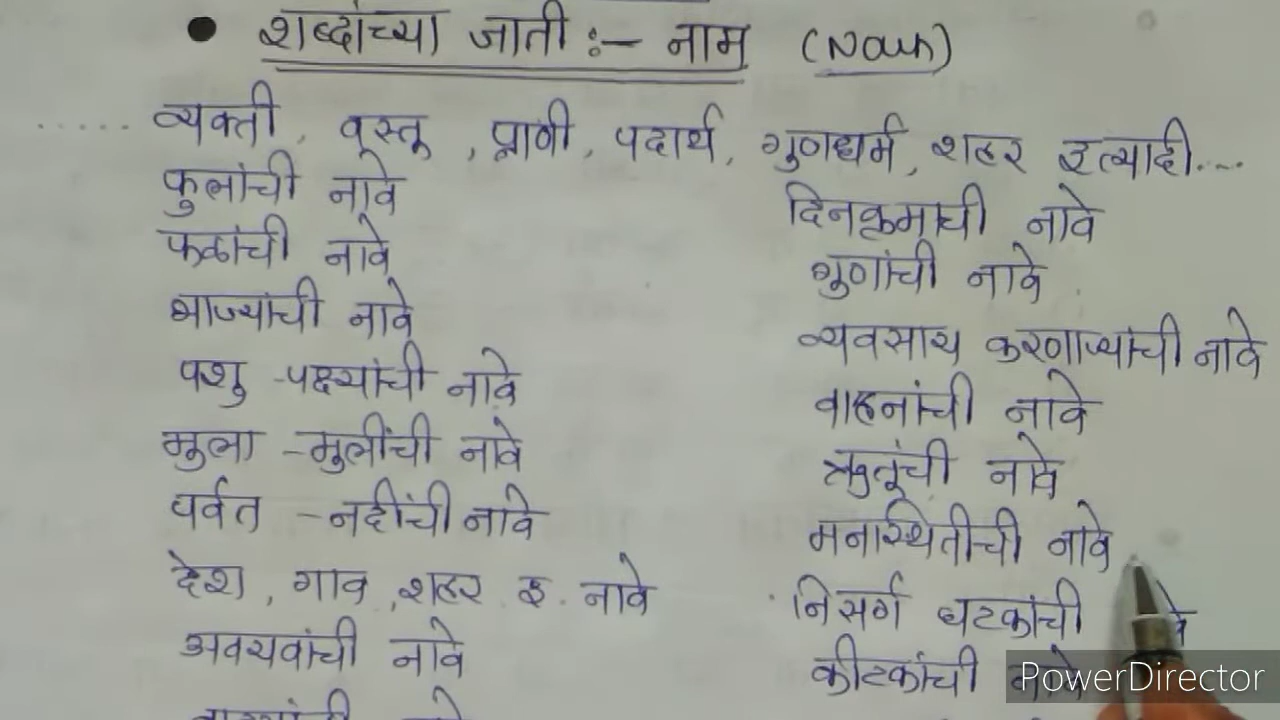 • शब्दांच्या जाती :- नाम (Noun)
..... व्यक्ती, वस्तू, प्राणी, पदार्थ, गुणधर्म, शहर इत्यादी....
फुलांची नावे
फळांची नावे
भाज्यांची नावे
पशु -पक्ष्यांची नावे
मुला -मुलींची नावे
पर्वत -नदींची नावे
देश, गाव, शहर इ. नावे
अवयवांची नावे
दिनक्रमाची नावे
गुणांची नावे
व्यवसाय करणाऱ्यांची नावे
वाहनांची नावे
ऋतूंची नावे
मनःस्थितीची नावे
निसर्ग घटकांची
कीटकांची नावे
PowerDirector